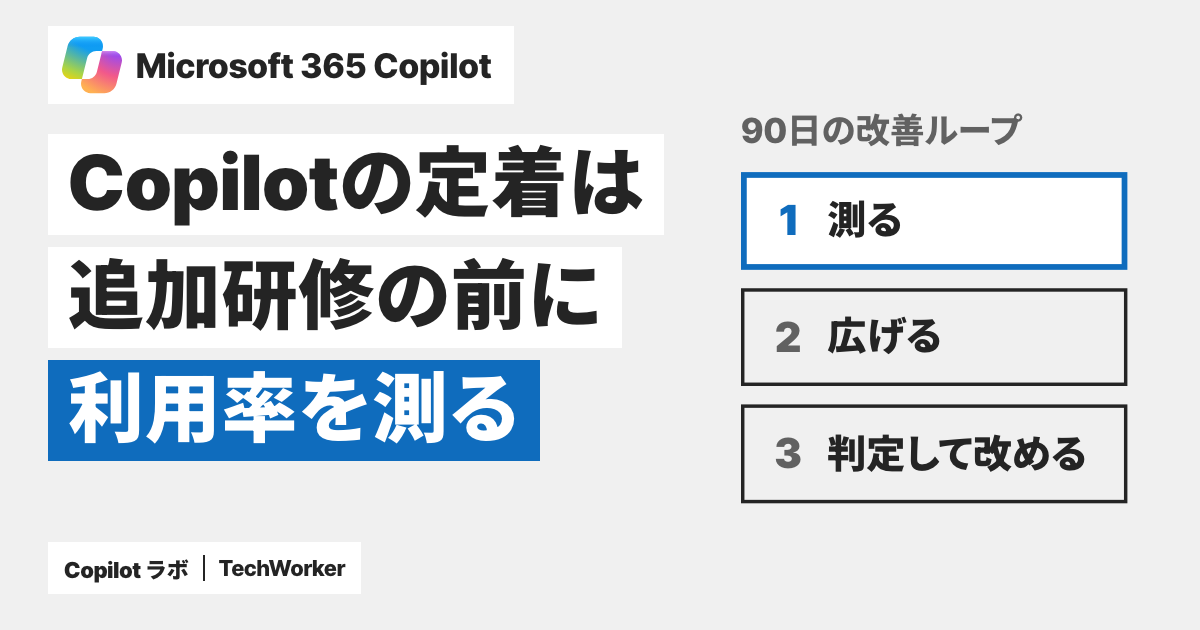 Microsoft 365 Copilot
Copilotの定着は
追加研修の前に
利用率を測る
90日の改善ループ
1 測る
2 広げる
3 判定して改める
Copilot ラボ | TechWorker